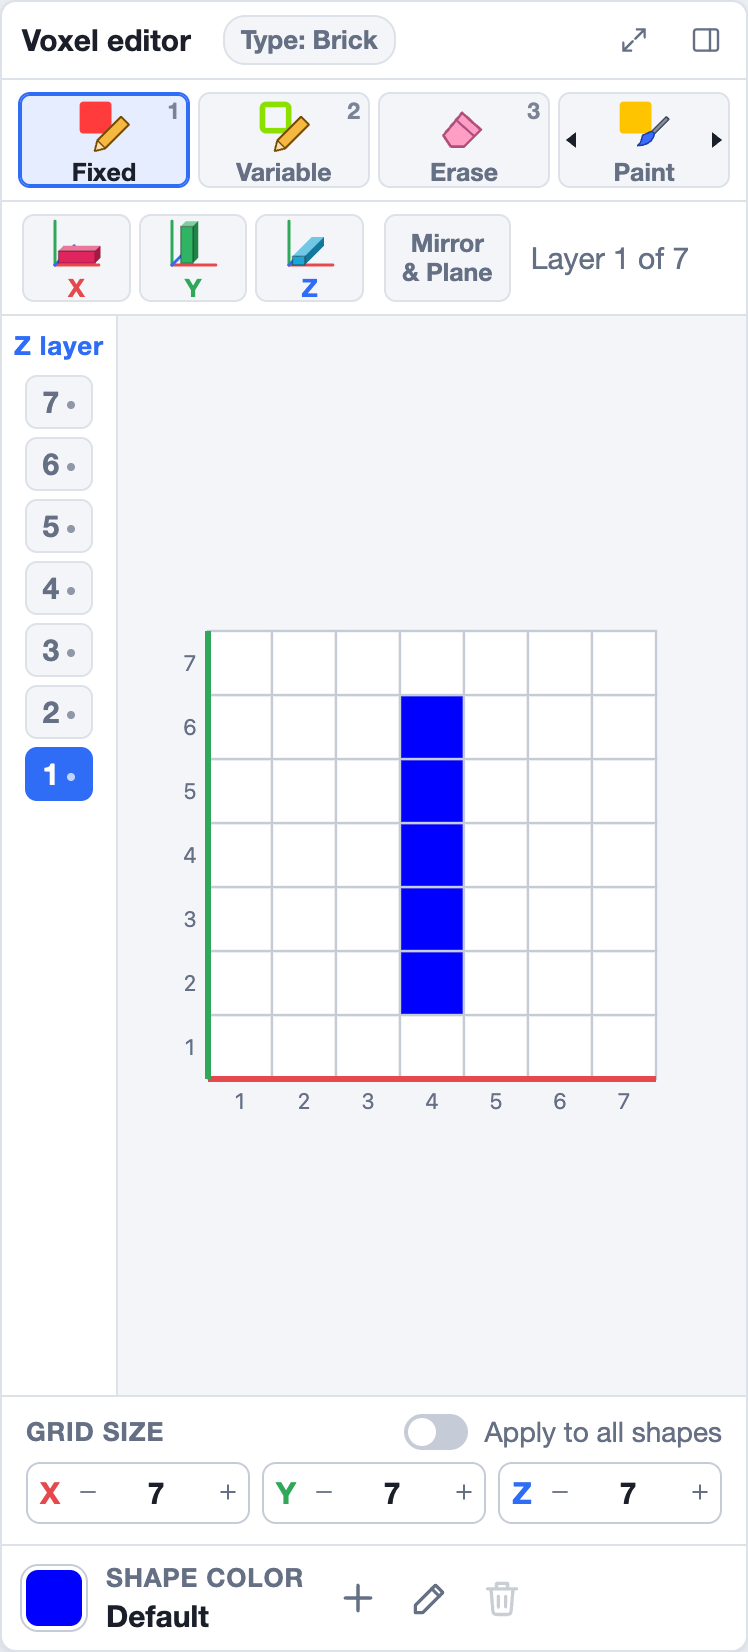 Voxel editor Type: Brick
1 2 3
Fixed Variable Erase Paint
X Y Z Mirror & Plane Layer 1 of 7
Z layer
7
6
5
4
3
2
1
7
6
5
4
3
2
1
1 2 3 4 5 6 7
GRID SIZE Apply to all shapes
X − 7 + Y − 7 + Z − 7 +
SHAPE COLOR
Default